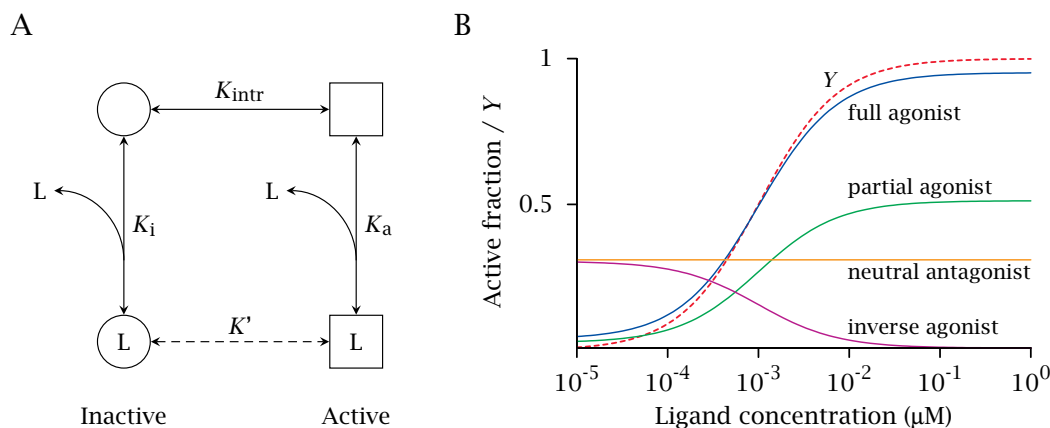 A
K_intr
L
K_i
L
K_a
L
K'
L
Inactive
Active
B
Active fraction / Y
1
0.5
Y
full agonist
partial agonist
neutral antagonist
inverse agonist
10^-5
10^-4
10^-3
10^-2
10^-1
10^0
Ligand concentration (µM)